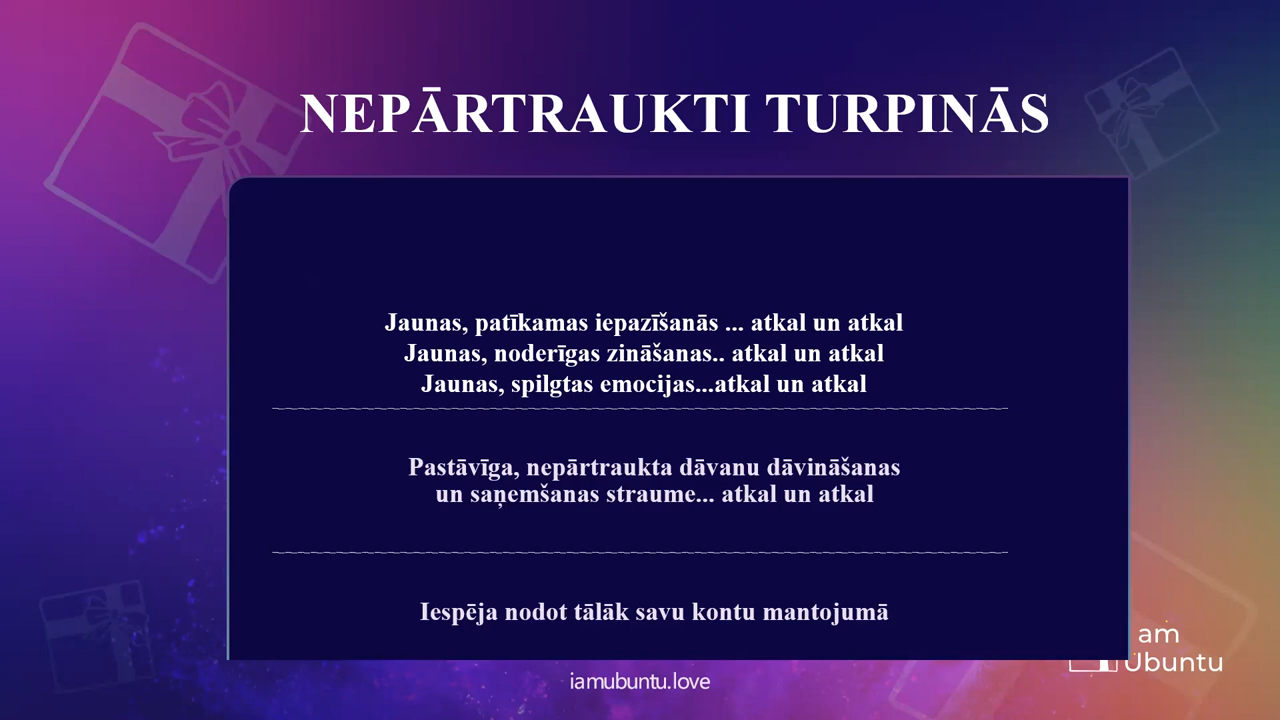 NEPĀRTRAUKTI TURPINĀS
Jaunas, patīkamas iepazīšanās ... atkal un atkal
Jaunas, noderīgas zināšanas.. atkal un atkal
Jaunas, spilgtas emocijas...atkal un atkal
Pastāvīga, nepārtraukta dāvanu dāvināšanas
un saņemšanas straume... atkal un atkal
Iespēja nodot tālāk savu kontu mantojumā
am
Ubuntu
iamubuntu.love